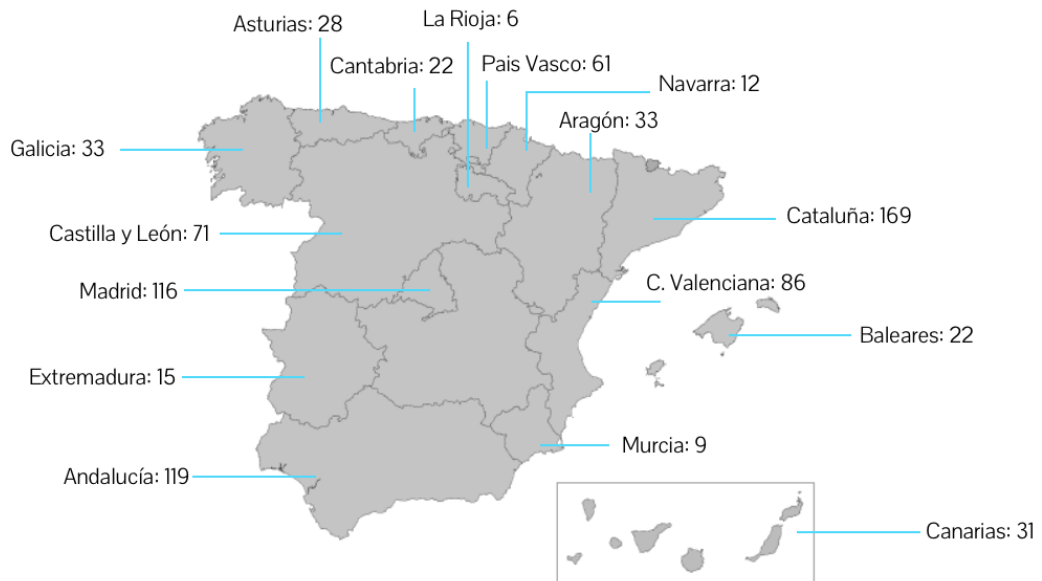 Asturias: 28
La Rioja: 6
Cantabria: 22
Pais Vasco: 61
Navarra: 12
Aragón: 33
Galicia: 33
Cataluña: 169
Castilla y León: 71
Madrid: 116
C. Valenciana: 86
Baleares: 22
Extremadura: 15
Murcia: 9
Andalucía: 119
Canarias: 31